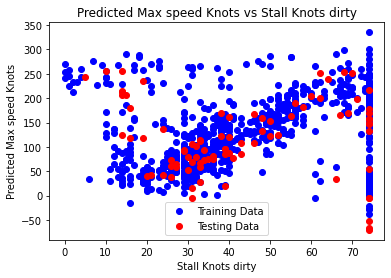 Predicted Max speed Knots vs Stall Knots dirty
Predicted Max speed Knots
350
300
250
200
150
100
50
0
−50
Training Data
Testing Data
0 10 20 30 40 50 60 70
Stall Knots dirty